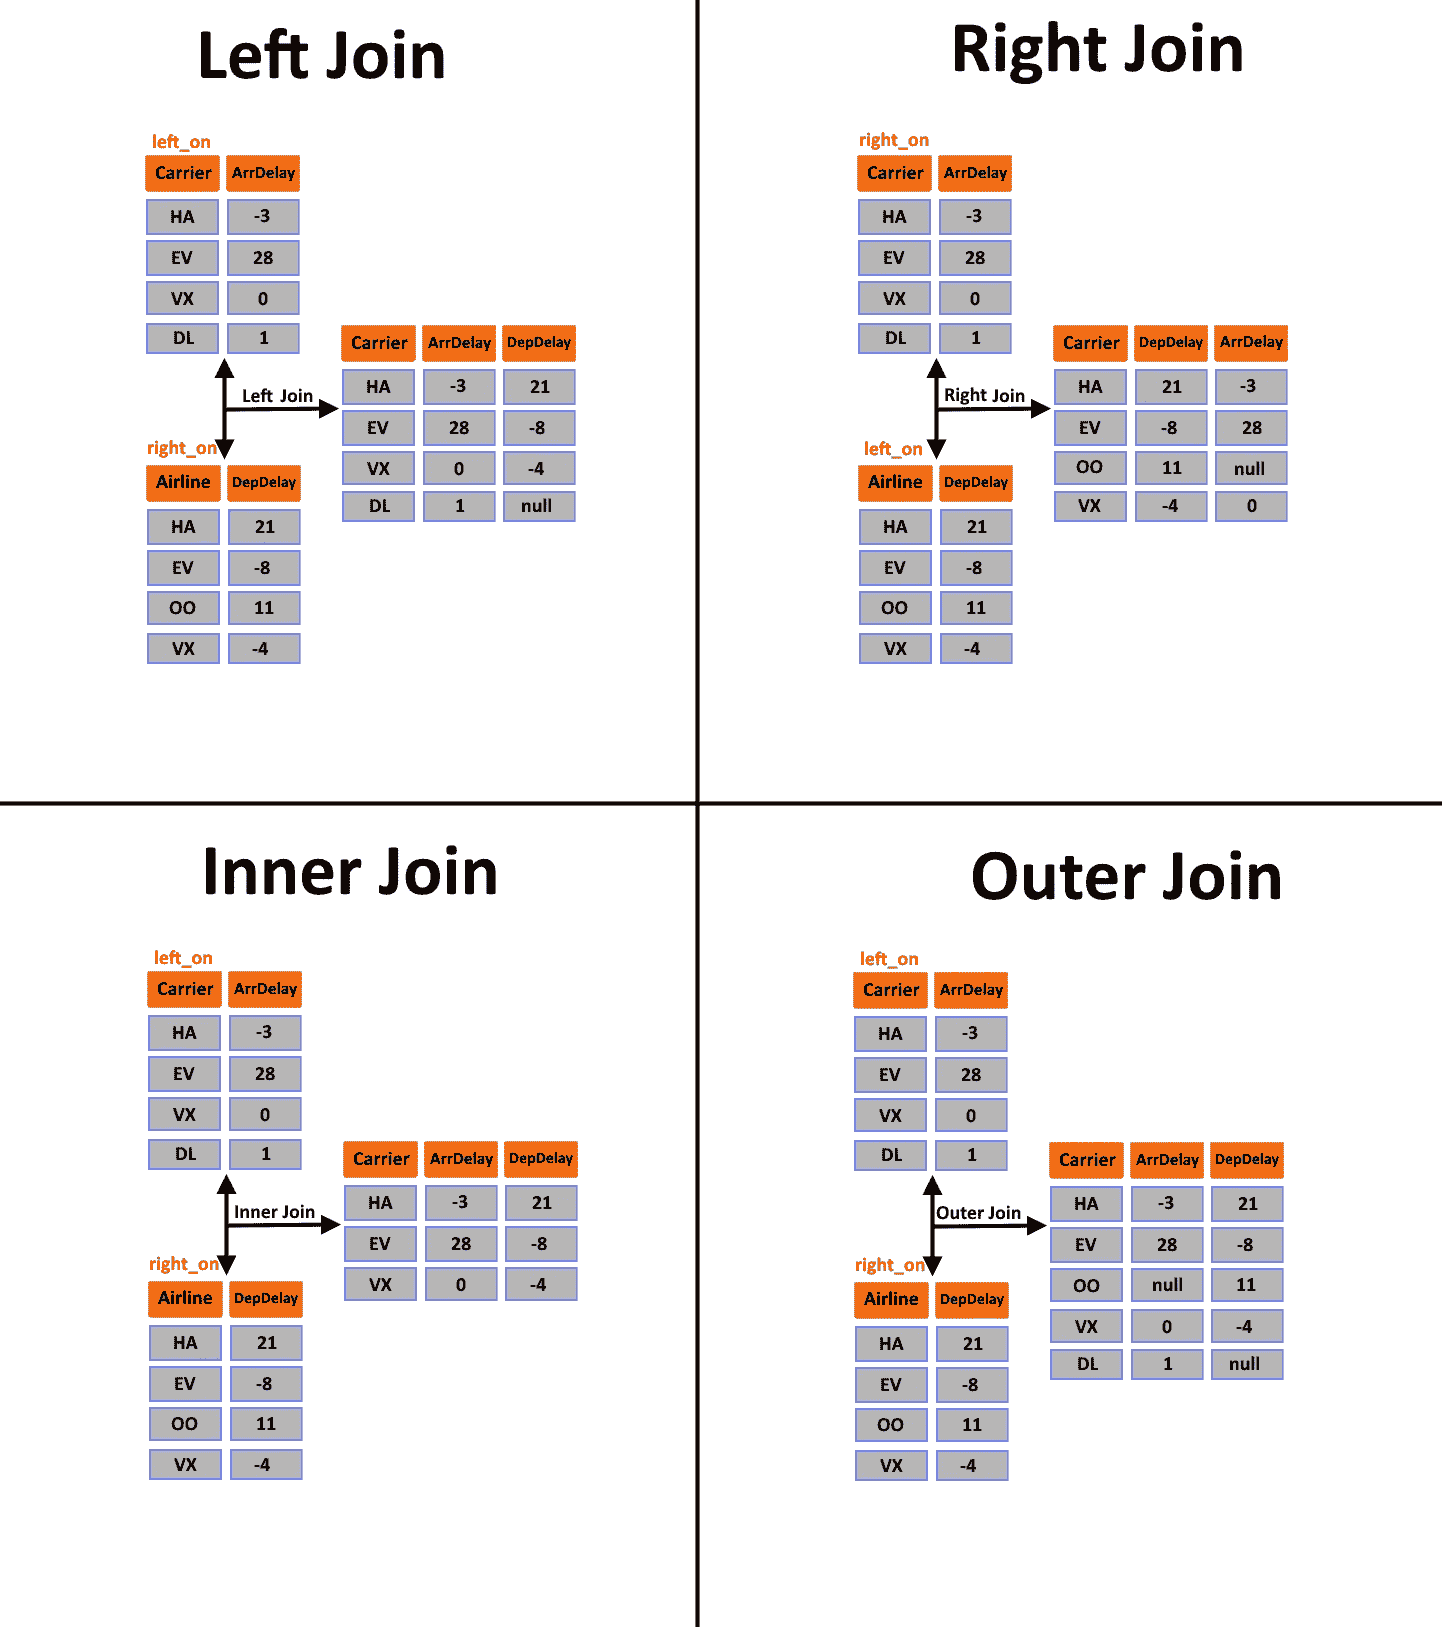 Left Join
left_on
Carrier ArrDelay
HA -3
EV 28
VX 0
DL 1
Left Join
right_on
Airline DepDelay
HA 21
EV -8
OO 11
VX -4
Carrier ArrDelay DepDelay
HA -3 21
EV 28 -8
VX 0 -4
DL 1 null
Right Join
right_on
Carrier ArrDelay
HA -3
EV 28
VX 0
DL 1
Right Join
left_on
Airline DepDelay
HA 21
EV -8
OO 11
VX -4
Carrier DepDelay ArrDelay
HA 21 -3
EV -8 28
OO 11 null
VX -4 0
Inner Join
left_on
Carrier ArrDelay
HA -3
EV 28
VX 0
DL 1
Inner Join
right_on
Airline DepDelay
HA 21
EV -8
OO 11
VX -4
Carrier ArrDelay DepDelay
HA -3 21
EV 28 -8
VX 0 -4
Outer Join
left_on
Carrier ArrDelay
HA -3
EV 28
VX 0
DL 1
Outer Join
right_on
Airline DepDelay
HA 21
EV -8
OO 11
VX -4
Carrier ArrDelay DepDelay
HA -3 21
EV 28 -8
OO null 11
VX 0 -4
DL 1 null